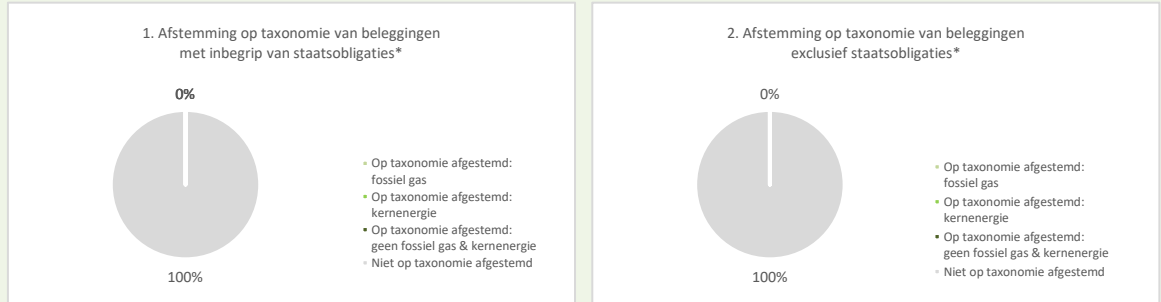 1. Afstemming op taxonomie van beleggingen
met inbegrip van staatsobligaties*
0%
100%
Op taxonomie afgestemd:
fossiel gas
Op taxonomie afgestemd:
kernenergie
Op taxonomie afgestemd:
geen fossiel gas & kernenergie
Niet op taxonomie afgestemd
2. Afstemming op taxonomie van beleggingen
exclusief staatsobligaties*
0%
100%
Op taxonomie afgestemd:
fossiel gas
Op taxonomie afgestemd:
kernenergie
Op taxonomie afgestemd:
geen fossiel gas & kernenergie
Niet op taxonomie afgestemd